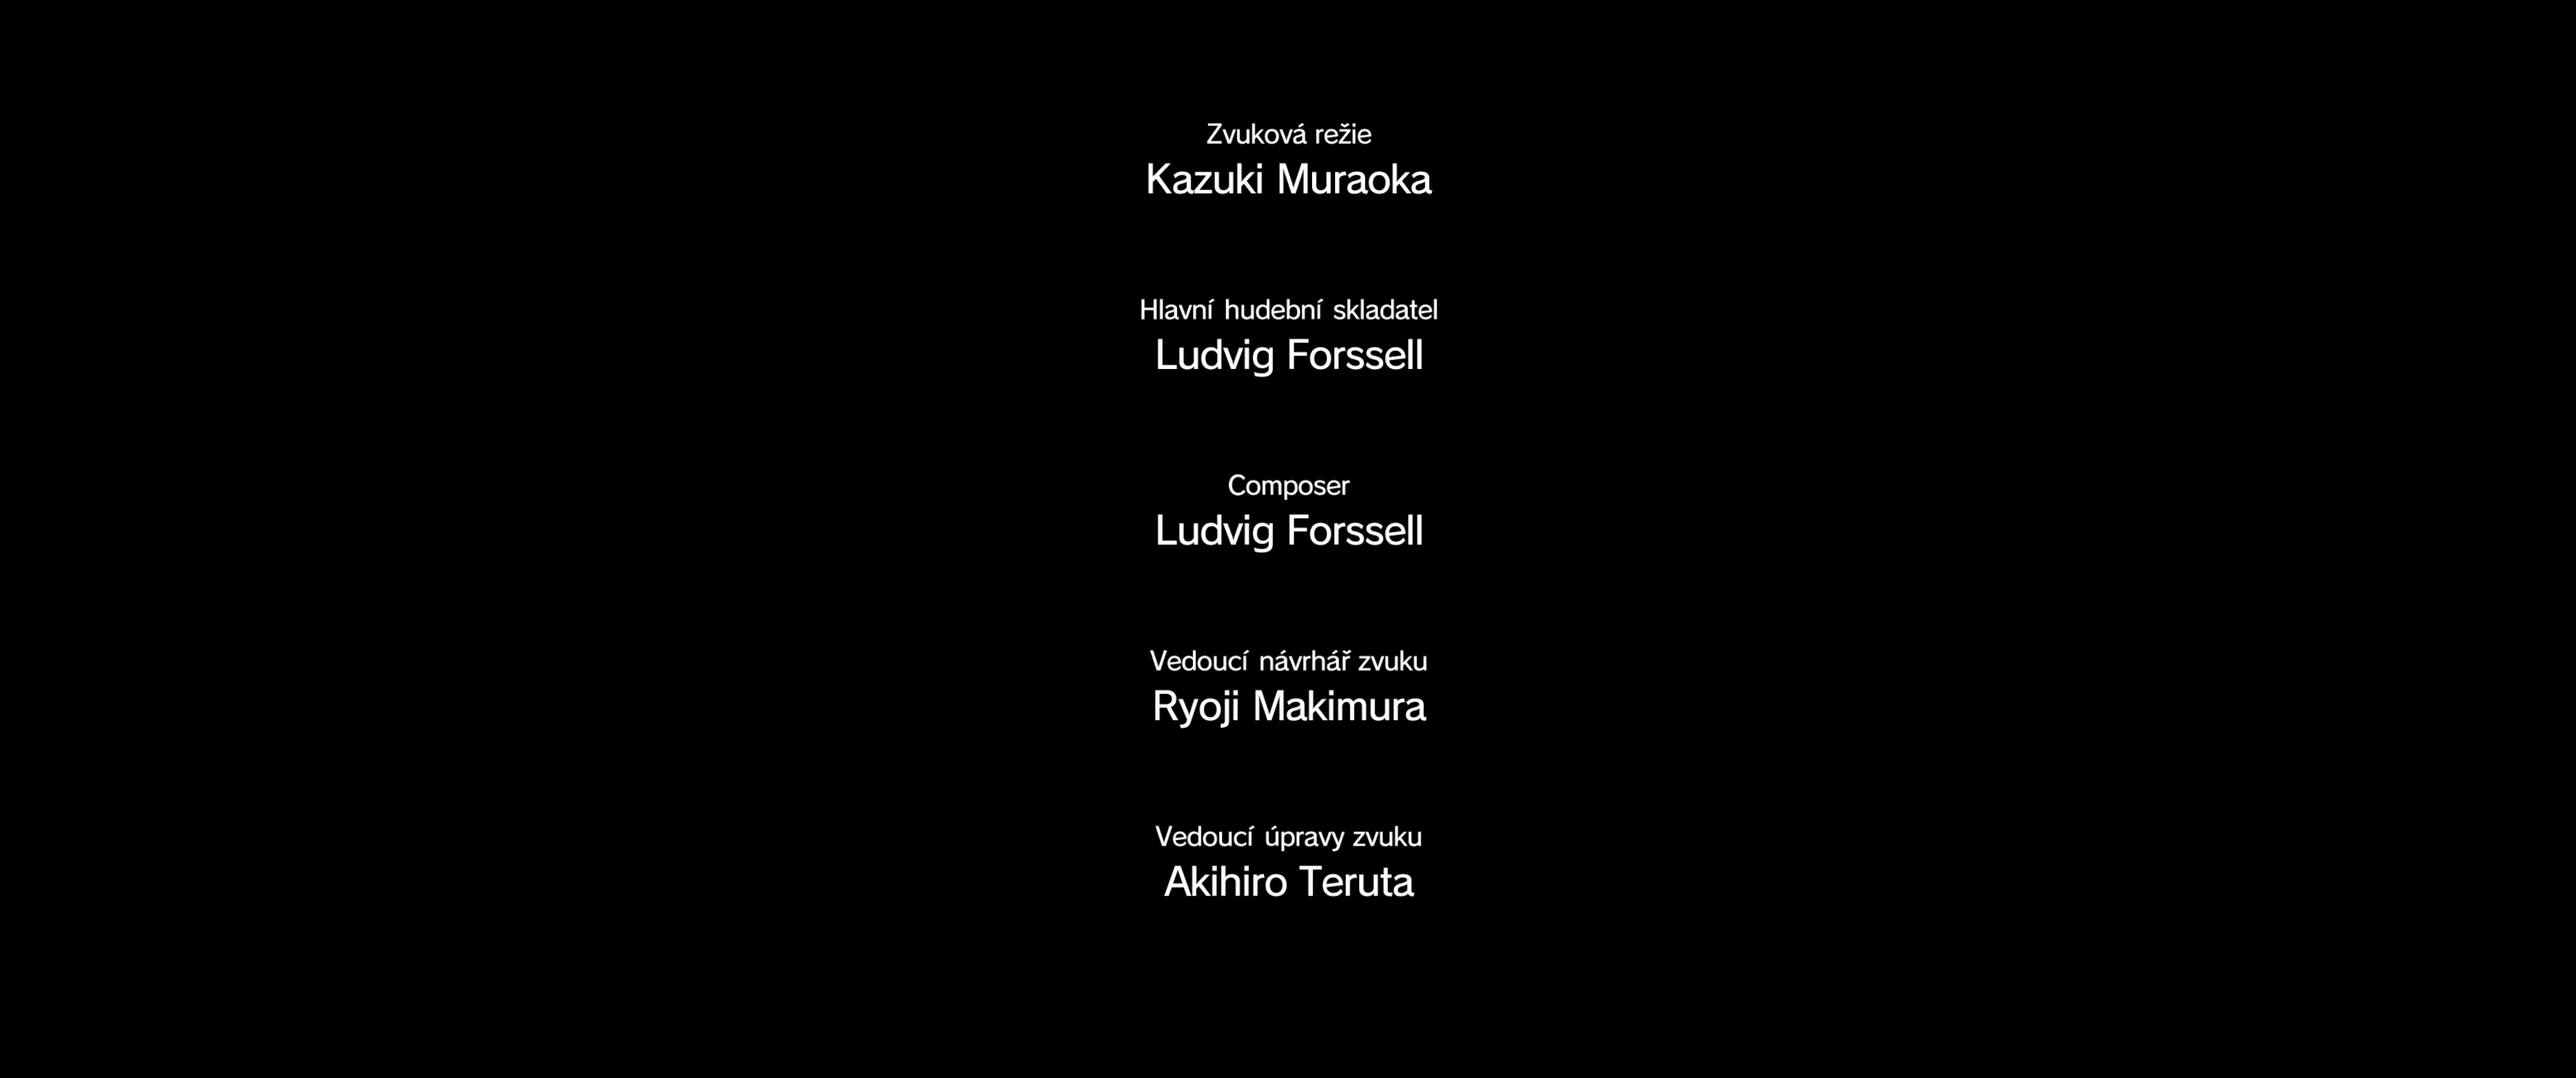 Zvuková režie
Kazuki Muraoka
Hlavní hudební skladatel
Ludvig Forssell
Composer
Ludvig Forssell
Vedoucí návrhář zvuku
Ryoji Makimura
Vedoucí úpravy zvuku
Akihiro Teruta